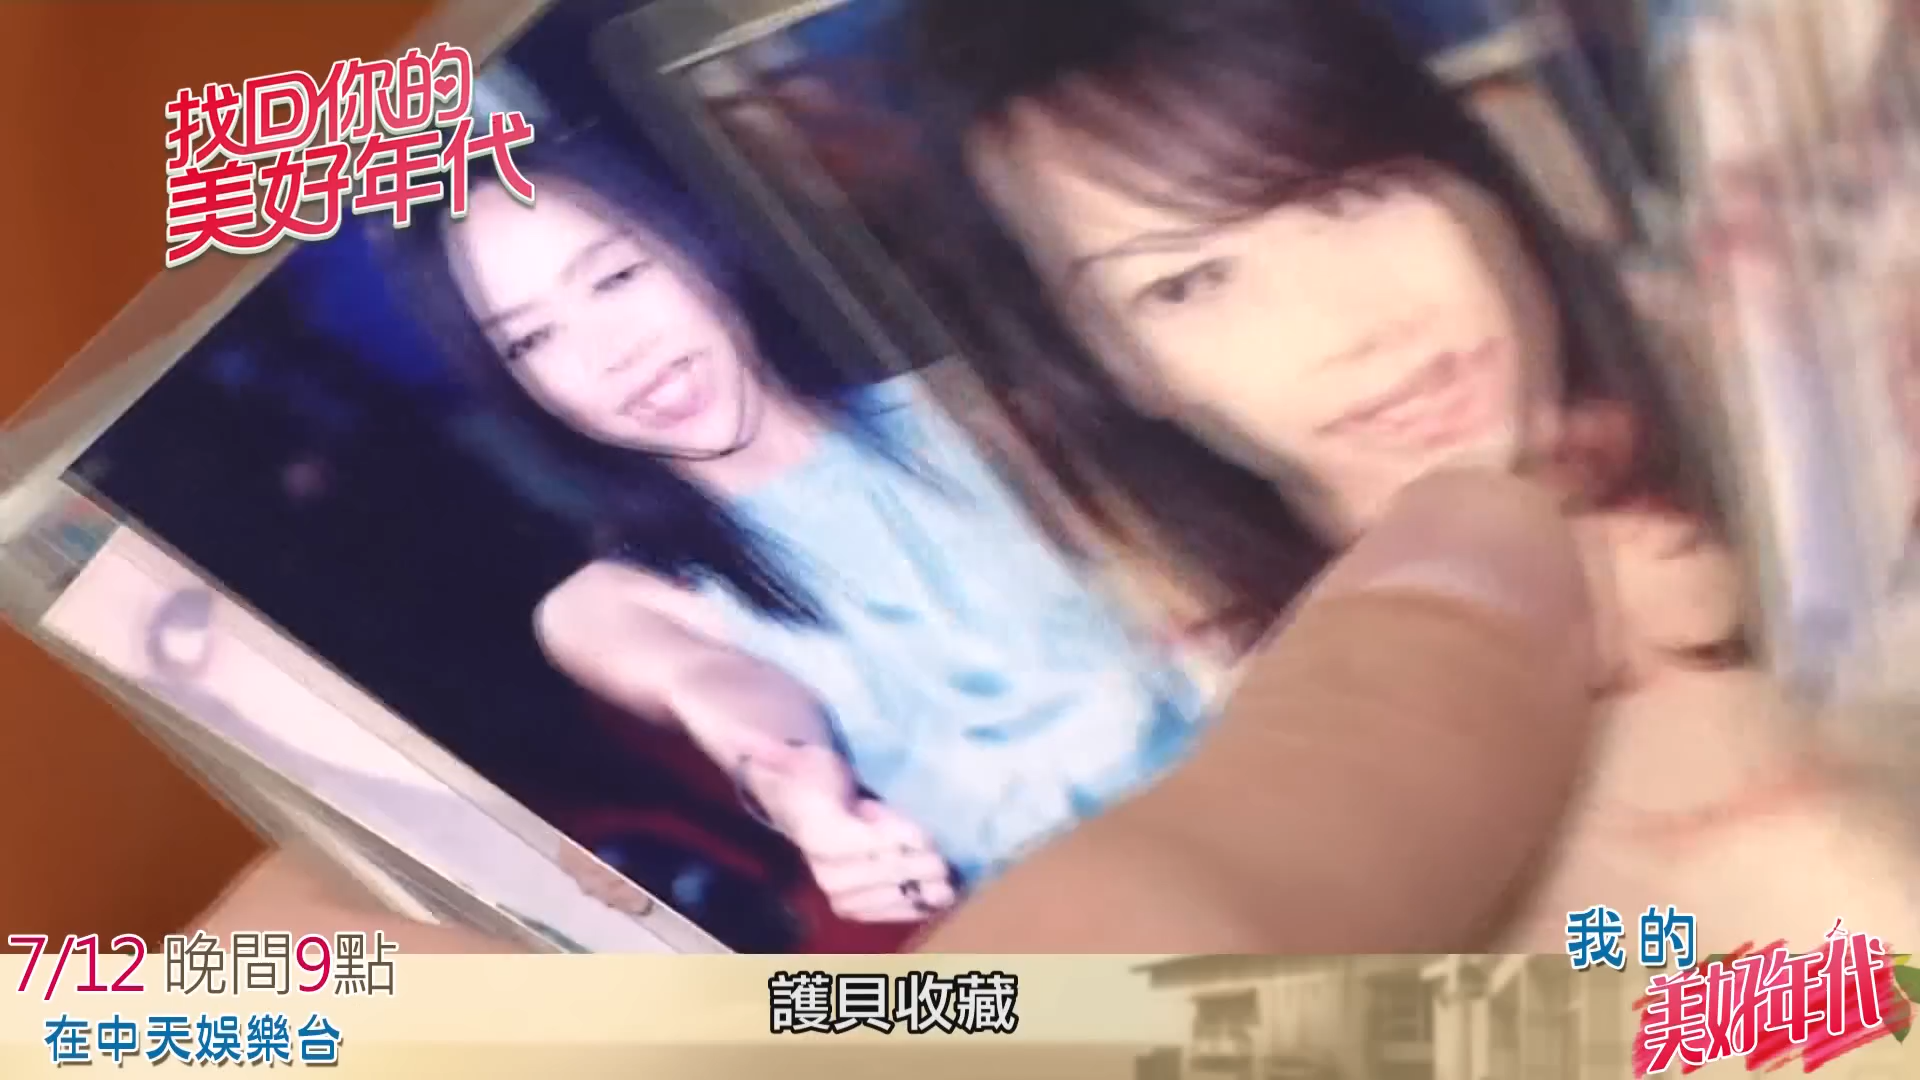 找回你的
美好年代
7/12 晚間9點
在中天娛樂台
護貝收藏
我的
美好年代